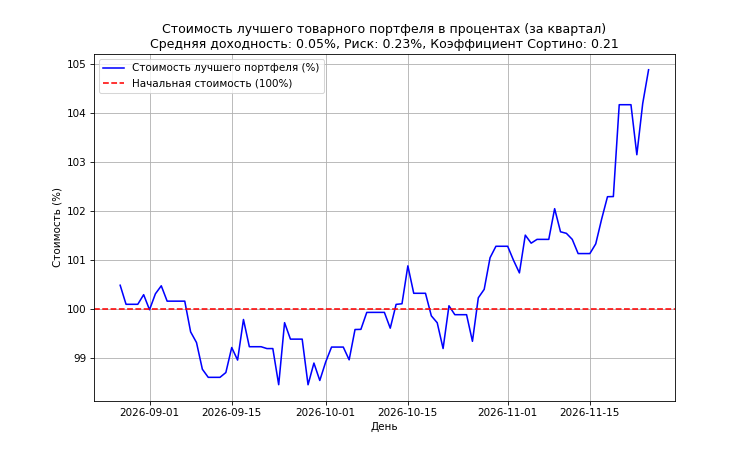 Стоимость лучшего товарного портфеля в процентах (за квартал)
Средняя доходность: 0.05%, Риск: 0.23%, Коэффициент Сортино: 0.21
Стоимость лучшего портфеля (%)
Начальная стоимость (100%)
Стоимость (%)
105
104
103
102
101
100
99
2026-09-01 2026-09-15 2026-10-01 2026-10-15 2026-11-01 2026-11-15
День